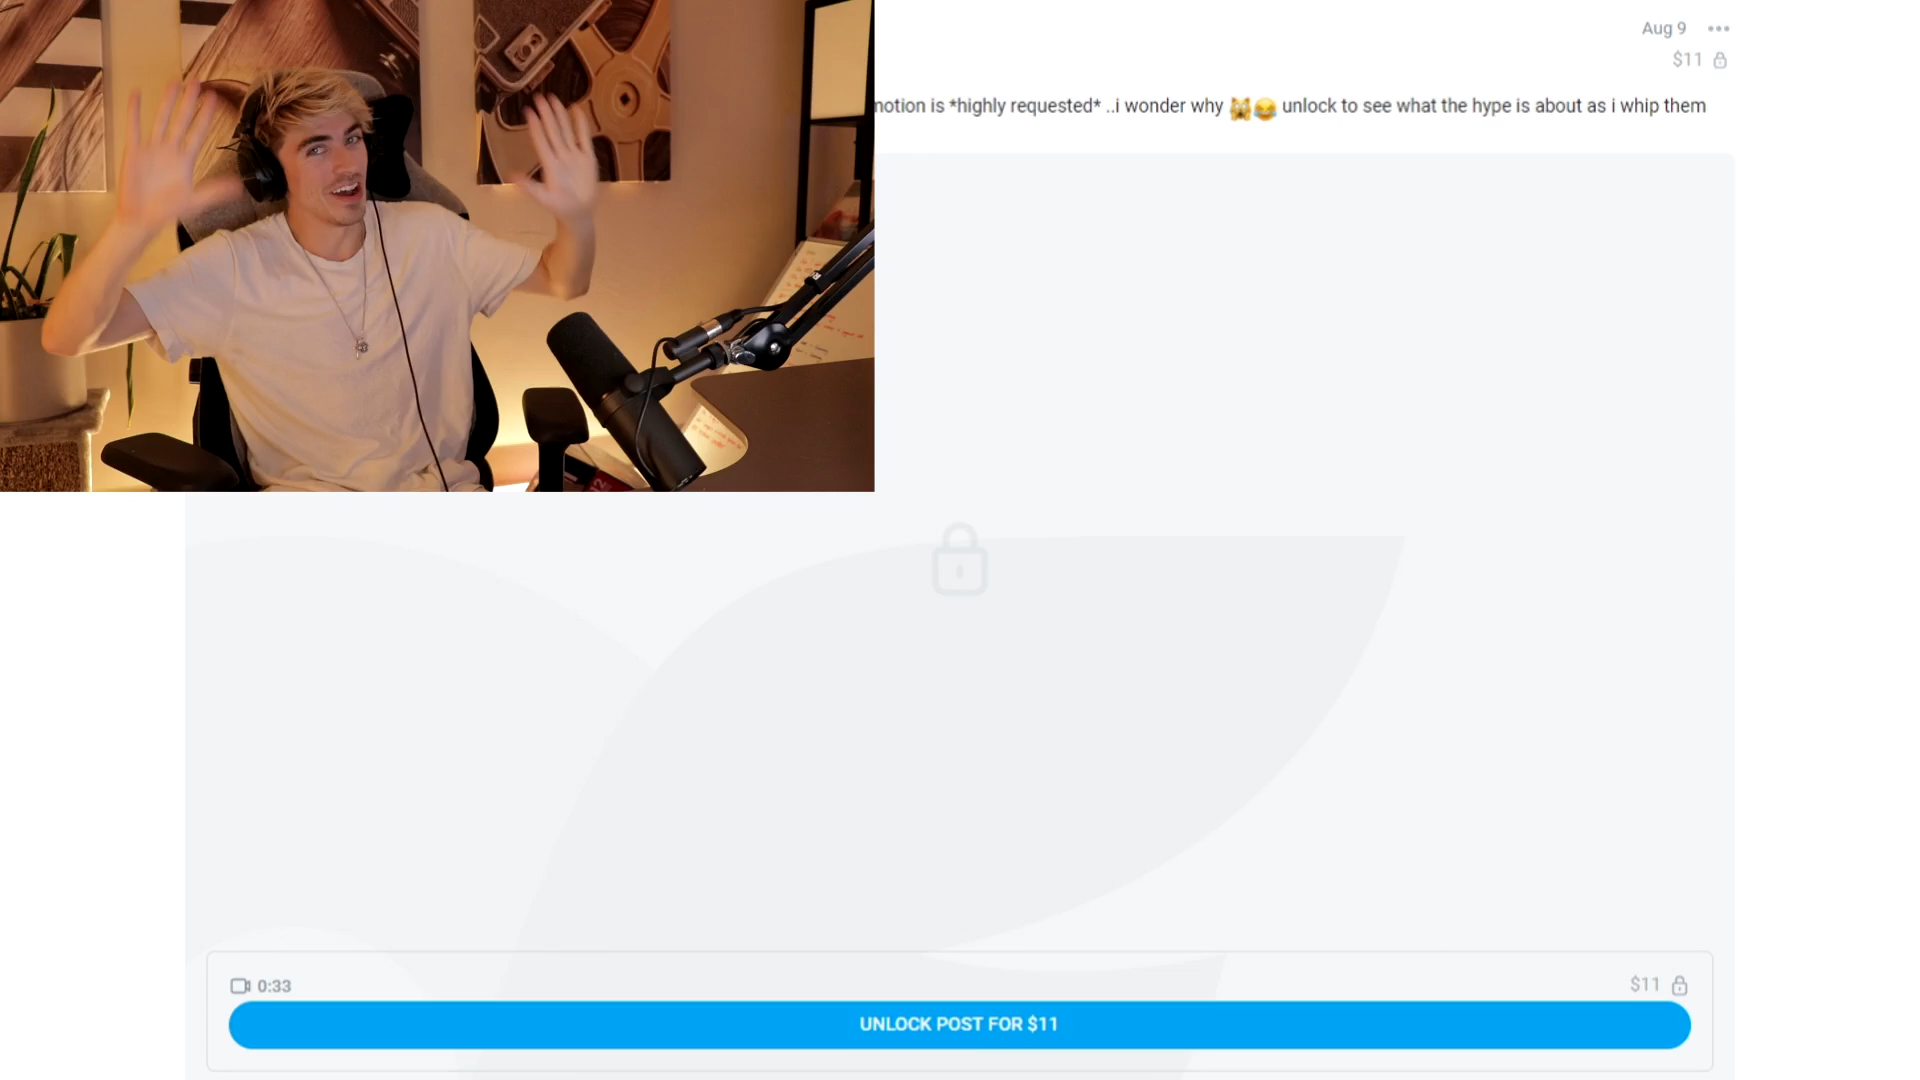 Aug 9
$11
motion is *highly requested* ..i wonder why 🙀😂 unlock to see what the hype is about as i whip them
0:33
$11
UNLOCK POST FOR $11